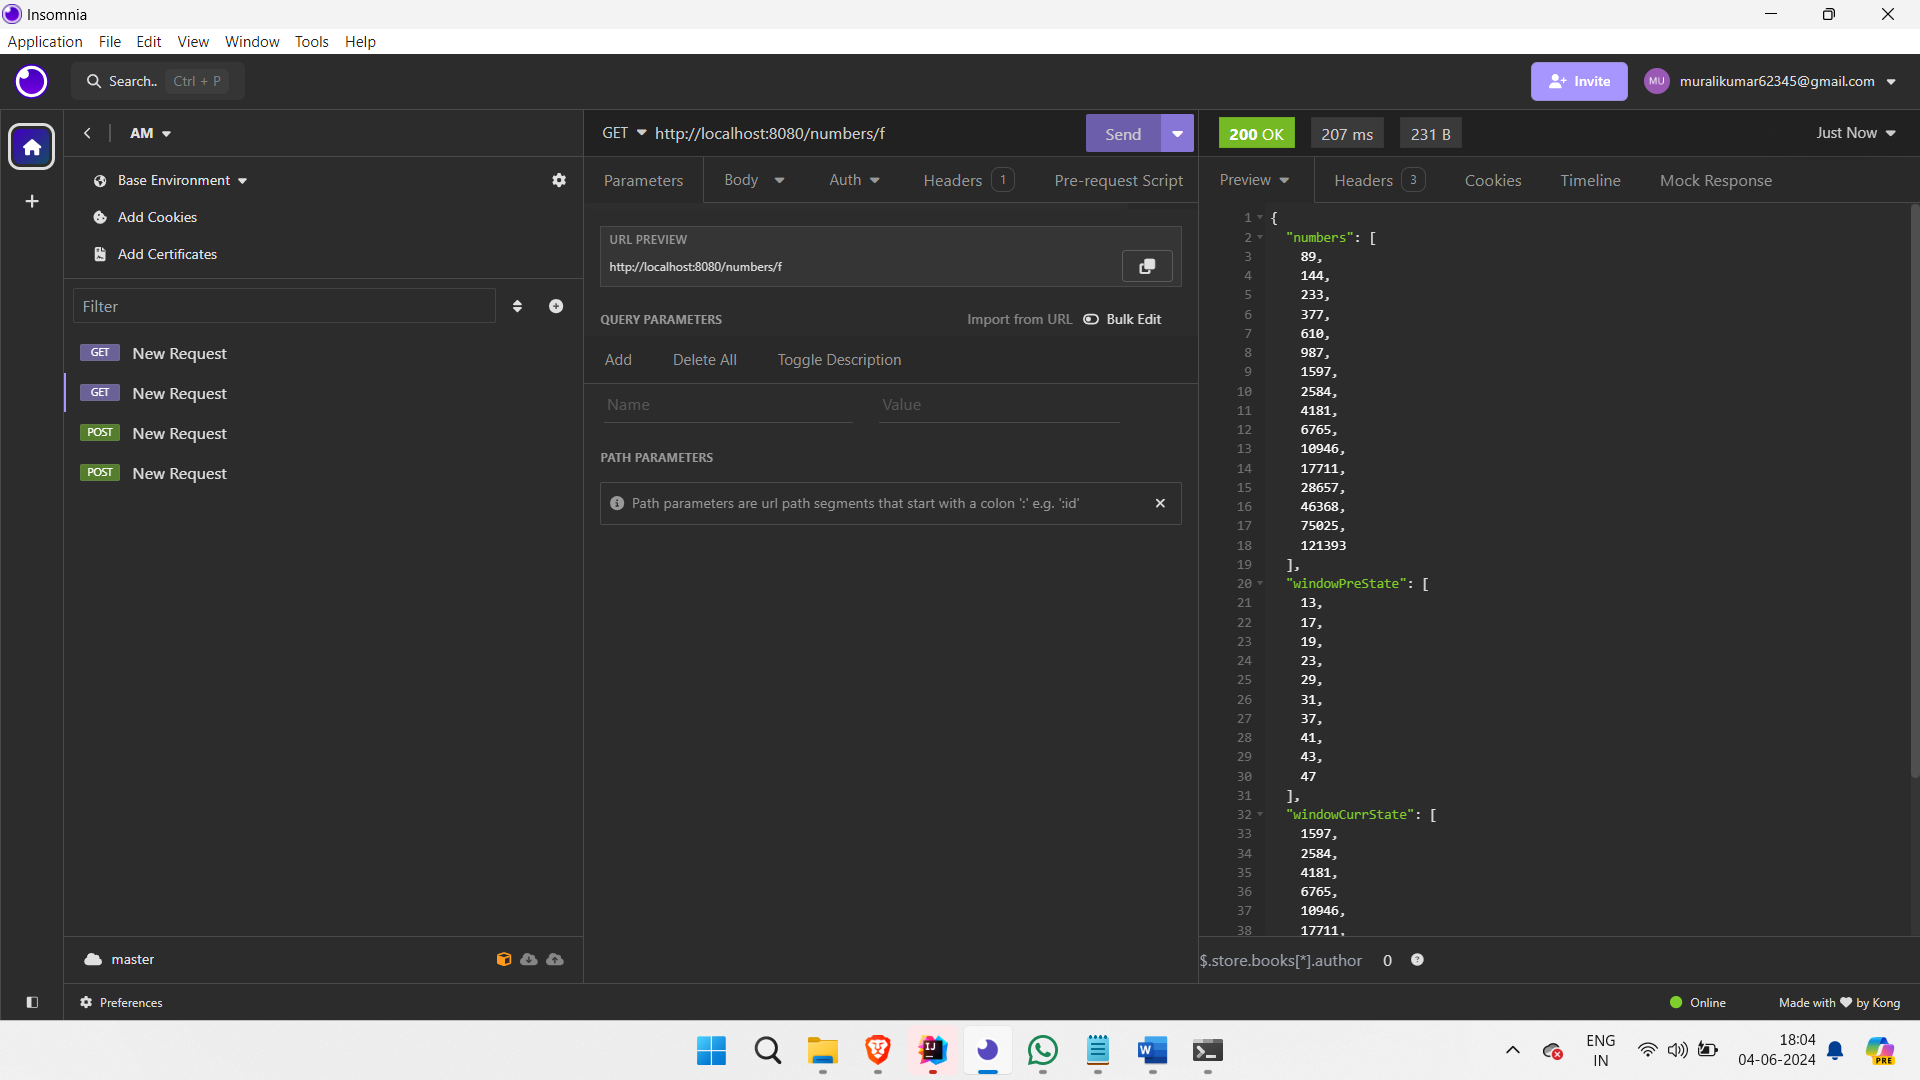 Insomnia
Application File Edit View Window Tools Help
Search.. Ctrl + P
Invite
MU muralikumar62345@gmail.com
AM
Base Environment
Add Cookies
Add Certificates
Filter
GET New Request
GET New Request
POST New Request
POST New Request
master
Preferences
GET http://localhost:8080/numbers/f
Send
Parameters Body Auth Headers 1 Pre-request Script
URL PREVIEW
http://localhost:8080/numbers/f
QUERY PARAMETERS Import from URL Bulk Edit
Add Delete All Toggle Description
Name Value
PATH PARAMETERS
Path parameters are url path segments that start with a colon ':' e.g. ':id'
200 OK 207 ms 231 B Just Now
Preview Headers 3 Cookies Timeline Mock Response
1 {
2 "numbers": [
3 89,
4 144,
5 233,
6 377,
7 610,
8 987,
9 1597,
10 2584,
11 4181,
12 6765,
13 10946,
14 17711,
15 28657,
16 46368,
17 75025,
18 121393
19 ],
20 "windowPreState": [
21 13,
22 17,
23 19,
24 23,
25 29,
26 31,
27 37,
28 41,
29 43,
30 47
31 ],
32 "windowCurrState": [
33 1597,
34 2584,
35 4181,
36 6765,
37 10946,
38 17711,
$.store.books[*].author 0
Online Made with by Kong
IJ
W
ENG
IN
18:04
04-06-2024
PRE